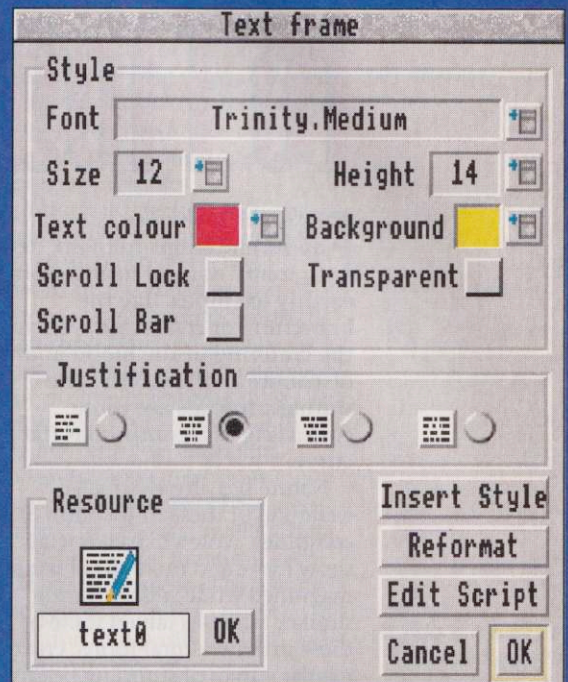 Text frame
Style
Font Trinity.Medium
Size 12 Height 14
Text colour Background
Scroll Lock Transparent
Scroll Bar
Justification
Resource
Insert Style
Reformat
Edit Script
text0 OK
Cancel OK